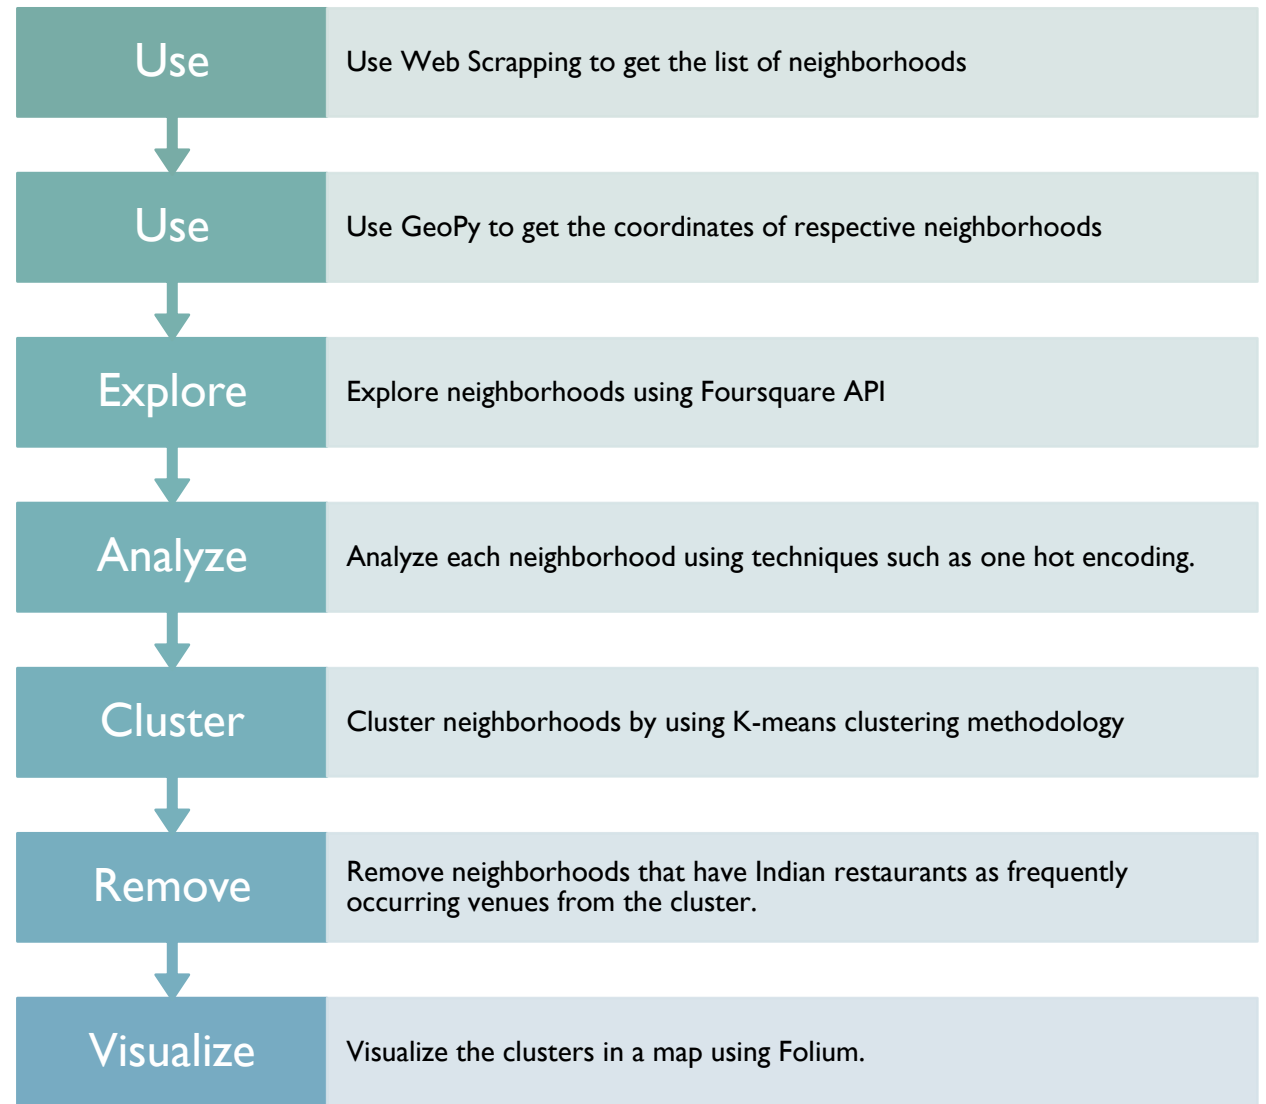 Use
Use Web Scrapping to get the list of neighborhoods
Use
Use GeoPy to get the coordinates of respective neighborhoods
Explore
Explore neighborhoods using Foursquare API
Analyze
Analyze each neighborhood using techniques such as one hot encoding.
Cluster
Cluster neighborhoods by using K-means clustering methodology
Remove
Remove neighborhoods that have Indian restaurants as frequently
occurring venues from the cluster.
Visualize
Visualize the clusters in a map using Folium.